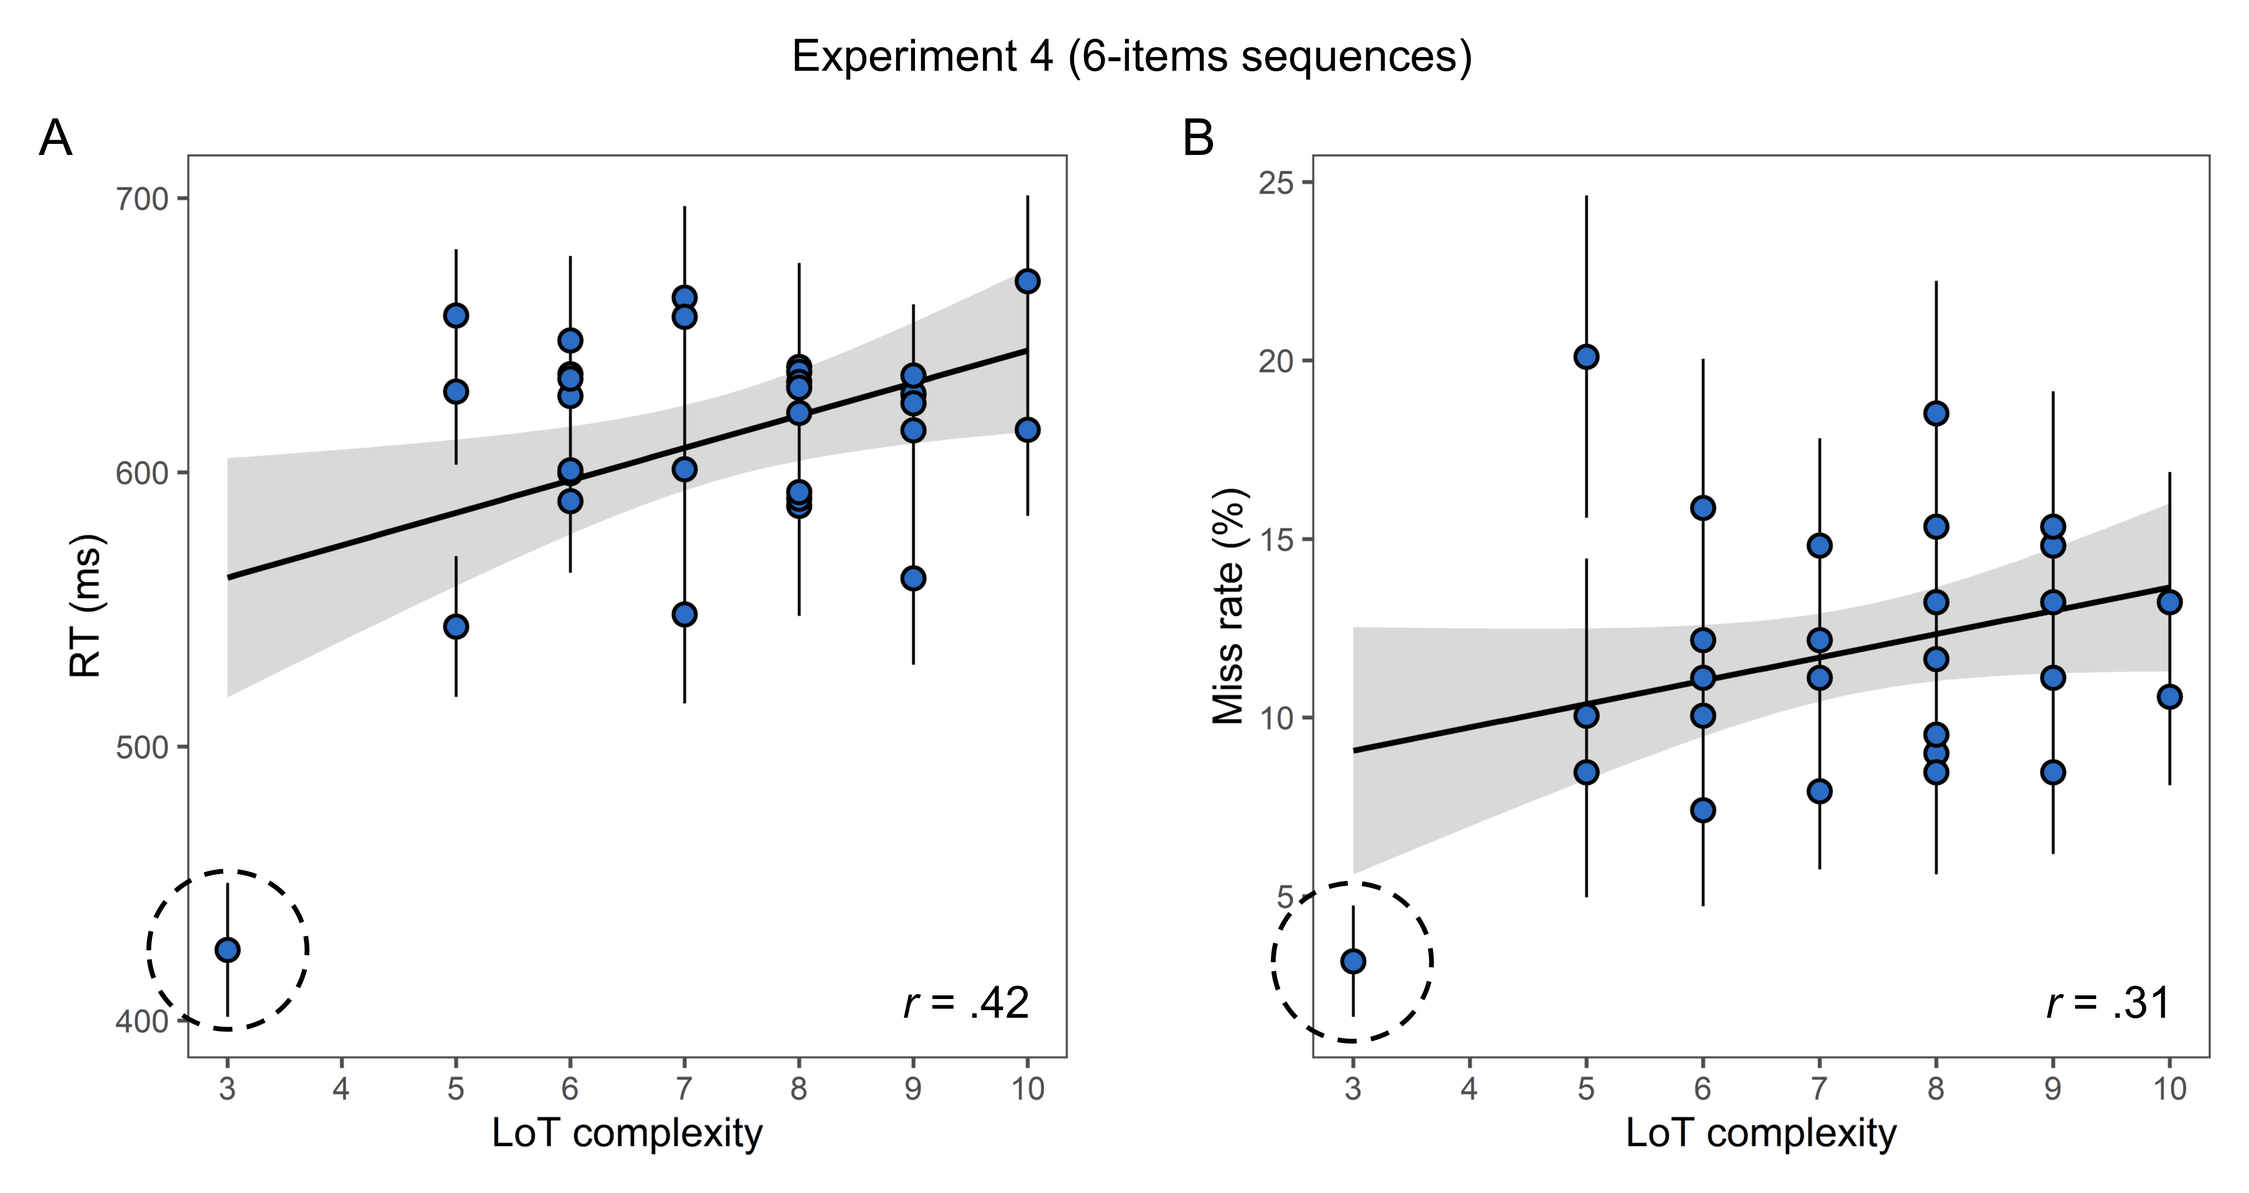 Experiment 4 (6-items sequences)
A
700
600
500
400
RT (ms)
r = .42
3 4 5 6 7 8 9 10
LoT complexity
B
25
20
15
10
5
Miss rate (%)
r = .31
3 4 5 6 7 8 9 10
LoT complexity